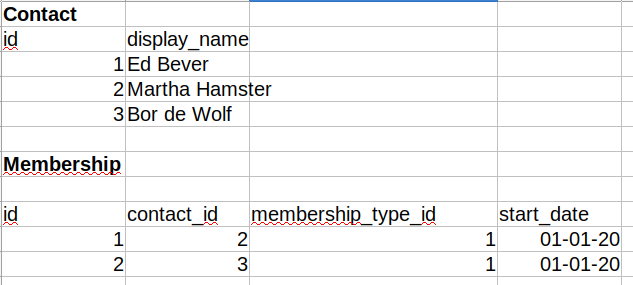 Contact
id display_name
1 Ed Bever
2 Martha Hamster
3 Bor de Wolf
Membership
id contact_id membership_type_id start_date
1 2 1 01-01-20
2 3 1 01-01-20